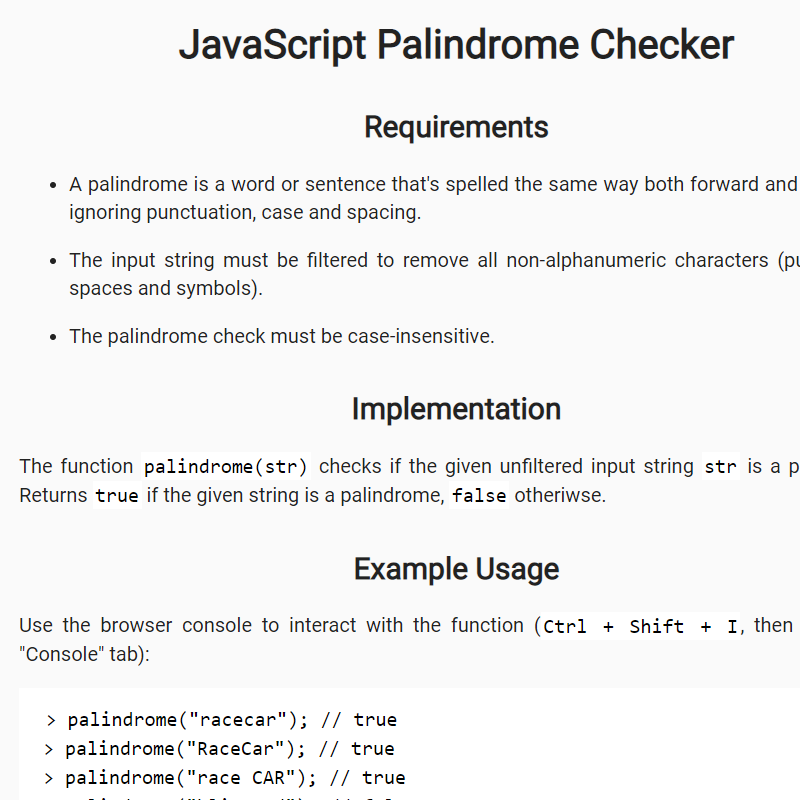 JavaScript Palindrome Checker
Requirements
• A palindrome is a word or sentence that's spelled the same way both forward and
ignoring punctuation, case and spacing.
• The input string must be filtered to remove all non-alphanumeric characters (pu
spaces and symbols).
• The palindrome check must be case-insensitive.
Implementation
The function palindrome(str) checks if the given unfiltered input string str is a p
Returns true if the given string is a palindrome, false otheriwse.
Example Usage
Use the browser console to interact with the function (Ctrl + Shift + I, then
"Console" tab):
> palindrome("racecar"); // true
> palindrome("RaceCar"); // true
> palindrome("race CAR"); // true